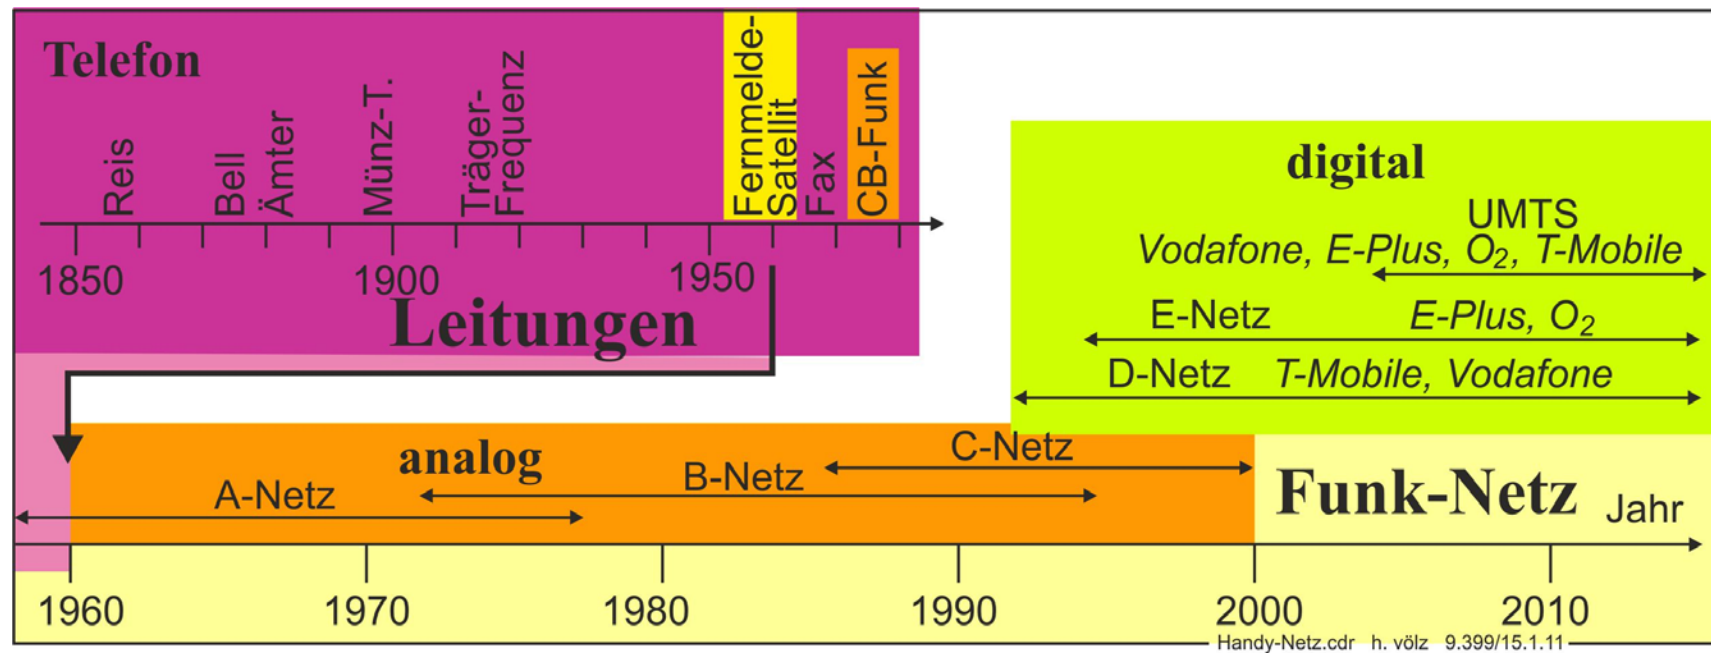 Telefon
Reis
Bell
Ämter
Münz-T.
Träger-
Frequenz
Fernmelde-
Satellit
Fax
CB-Funk
1850
1900
1950
Leitungen
digital
UMTS
Vodafone, E-Plus, O₂, T-Mobile
E-Netz E-Plus, O₂
D-Netz T-Mobile, Vodafone
analog
A-Netz
B-Netz
C-Netz
Funk-Netz
Jahr
1960
1970
1980
1990
2000
2010
Handy-Netz.cdr h. völz 9.399/15.1.11